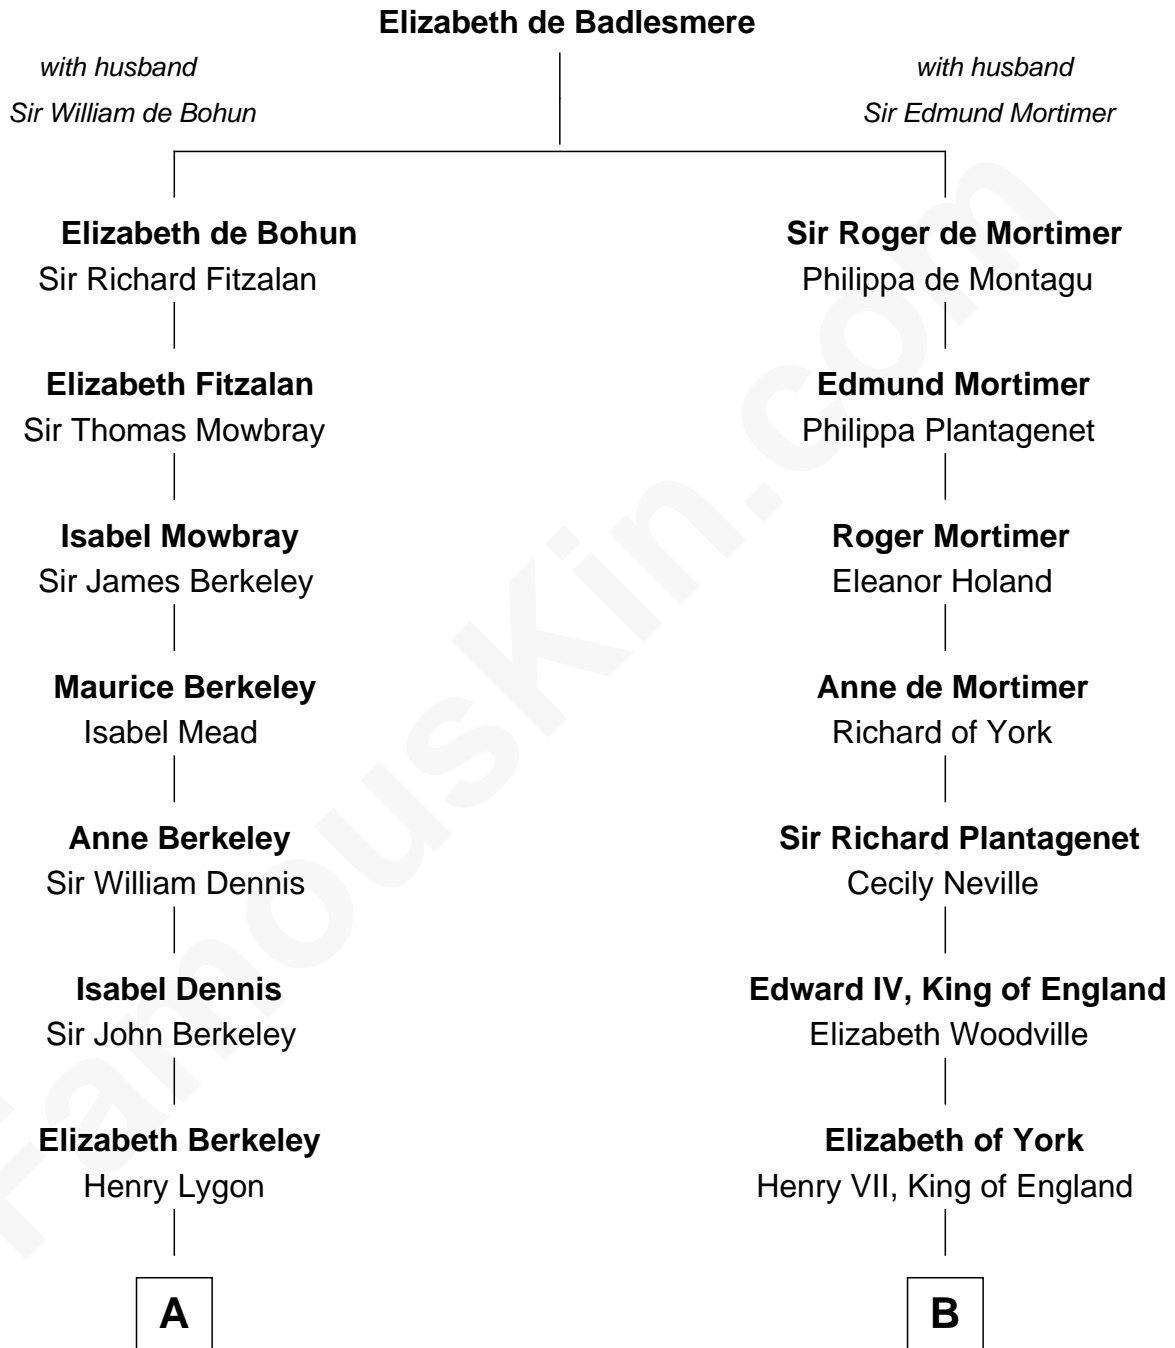 Elizabeth de Badlesmere
with husband
Sir William de Bohun
with husband
Sir Edmund Mortimer
Elizabeth de Bohun
Sir Richard Fitzalan
Sir Roger de Mortimer
Philippa de Montagu
Elizabeth Fitzalan
Sir Thomas Mowbray
Edmund Mortimer
Philippa Plantagenet
Isabel Mowbray
Sir James Berkeley
Roger Mortimer
Eleanor Holand
Maurice Berkeley
Isabel Mead
Anne de Mortimer
Richard of York
Anne Berkeley
Sir William Dennis
Sir Richard Plantagenet
Cecily Neville
Isabel Dennis
Sir John Berkeley
Edward IV, King of England
Elizabeth Woodville
Elizabeth Berkeley
Henry Lygon
Elizabeth of York
Henry VII, King of England
A
B
FamousKin.com